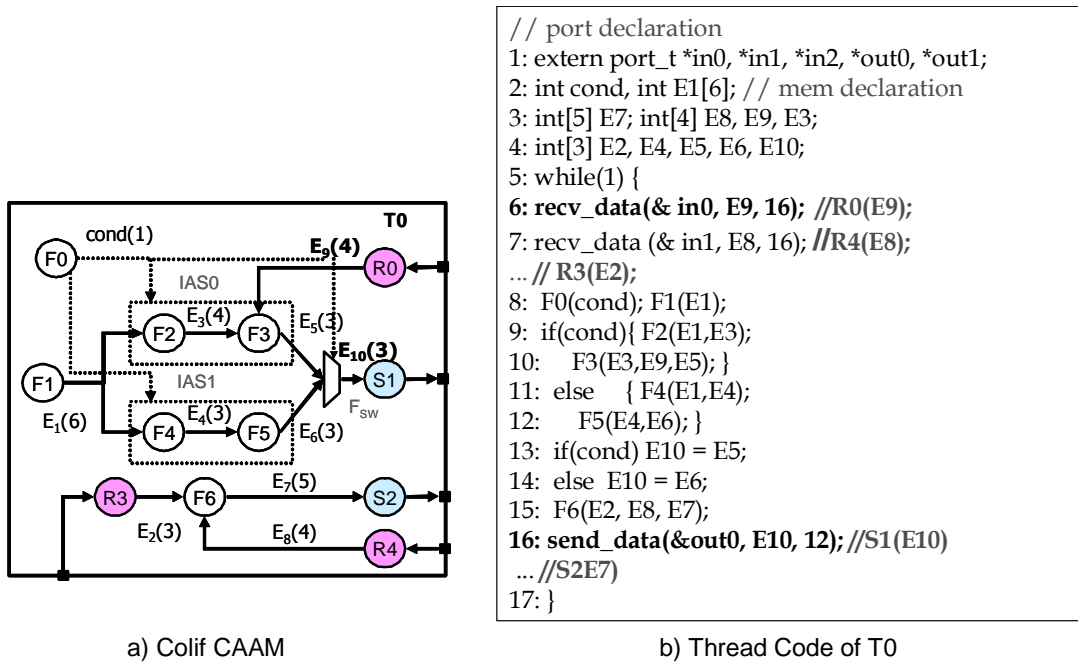 T0
cond(1)
F0
E9(4)
R0
IAS0
E3(4)
F2
F3
E5(3)
E10(3)
F1
S1
IAS1
FSW
E1(6)
E4(3)
F4
F5
E6(3)
R3
F6
E7(5)
S2
E2(3)
E8(4)
R4
a) Colif CAAM
// port declaration
1: extern port_t *in0, *in1, *in2, *out0, *out1;
2: int cond, int E1[6]; // mem declaration
3: int[5] E7; int[4] E8, E9, E3;
4: int[3] E2, E4, E5, E6, E10;
5: while(1) {
6: recv_data(& in0, E9, 16); //R0(E9);
7: recv_data (& in1, E8, 16); //R4(E8);
... // R3(E2);
8: F0(cond); F1(E1);
9: if(cond){ F2(E1,E3);
10: F3(E3,E9,E5); }
11: else { F4(E1,E4);
12: F5(E4,E6); }
13: if(cond) E10 = E5;
14: else E10 = E6;
15: F6(E2, E8, E7);
16: send_data(&out0, E10, 12); //S1(E10)
... //S2E7)
17: }
b) Thread Code of T0